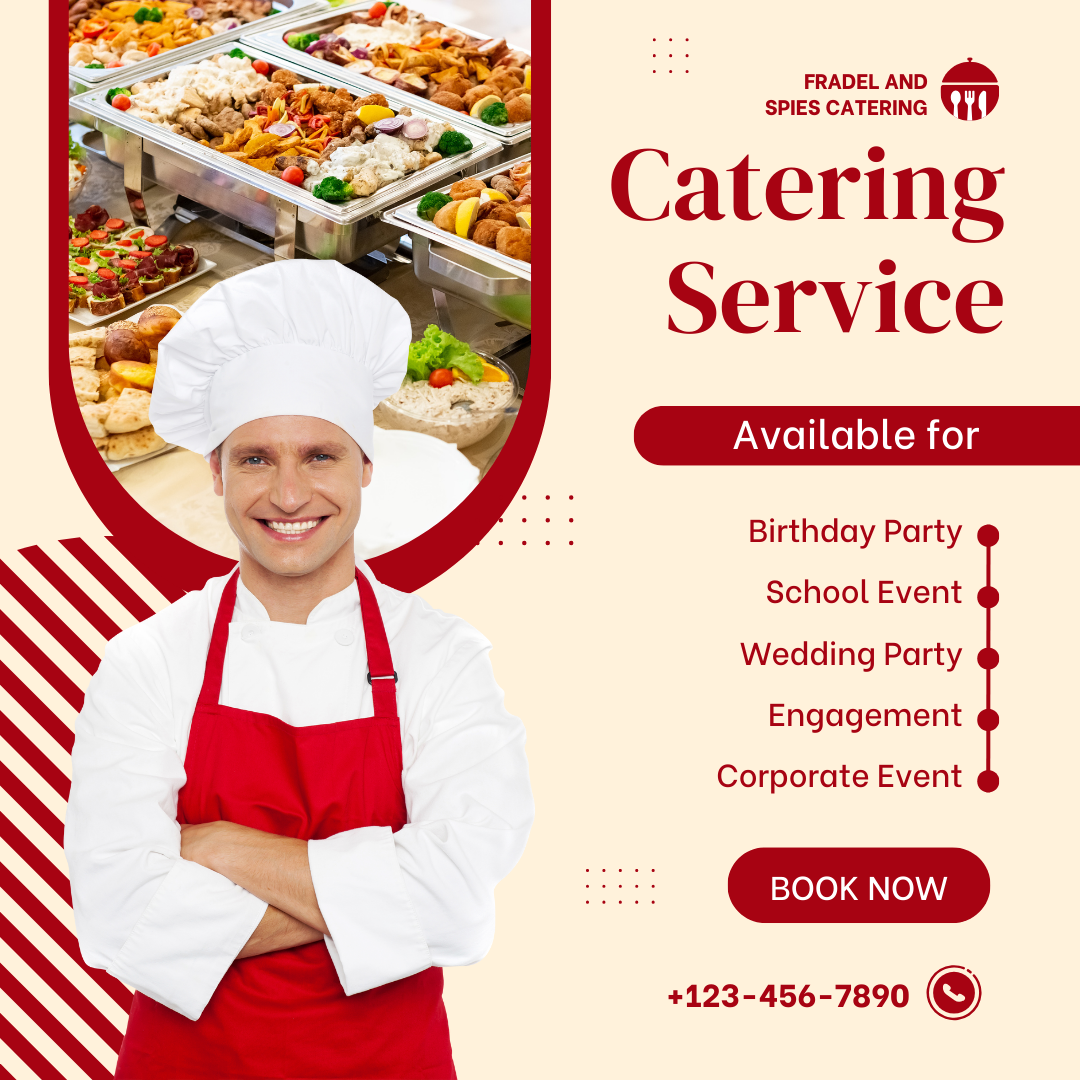 FRADEL AND
SPIES CATERING
Catering
Service
Available for
Birthday Party
School Event
Wedding Party
Engagement
Corporate Event
BOOK NOW
+123-456-7890